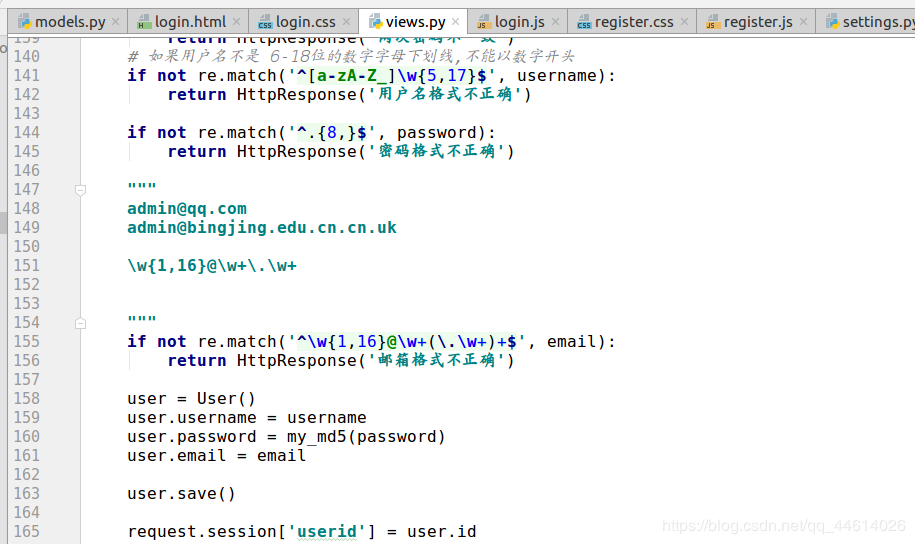 models.py × login.html × login.css × views.py × login.js × register.css × register.js × settings.py
139 return HttpResponse('两次密码不一致')
140 # 如果用户名不是 6-18位的数字字母下划线,不能以数字开头
141 if not re.match('^[a-zA-Z_]\w{5,17}$', username):
142 return HttpResponse('用户名格式不正确')
143
144 if not re.match('^.{8,}$', password):
145 return HttpResponse('密码格式不正确')
146
147 """
148 admin@qq.com
149 admin@bingjing.edu.cn.cn.uk
150
151 \w{1,16}@\w+\.\w+
152
153
154 """
155 if not re.match('^\w{1,16}@\w+(\.\w+)+$', email):
156 return HttpResponse('邮箱格式不正确')
157
158 user = User()
159 user.username = username
160 user.password = my_md5(password)
161 user.email = email
162
163 user.save()
164
165 request.session['userid'] = user.id
https://blog.csdn.net/qq_44614026